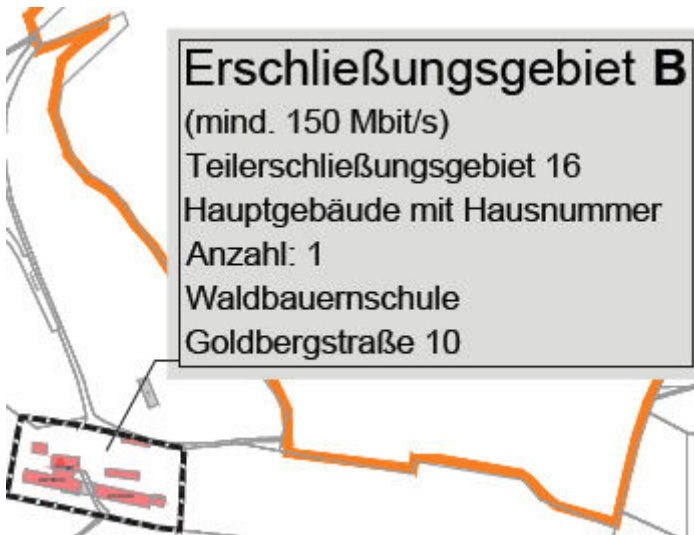 Erschließungsgebiet B
(mind. 150 Mbit/s)
Teilerschließungsgebiet 16
Hauptgebäude mit Hausnummer
Anzahl: 1
Waldbauernschule
Goldbergstraße 10